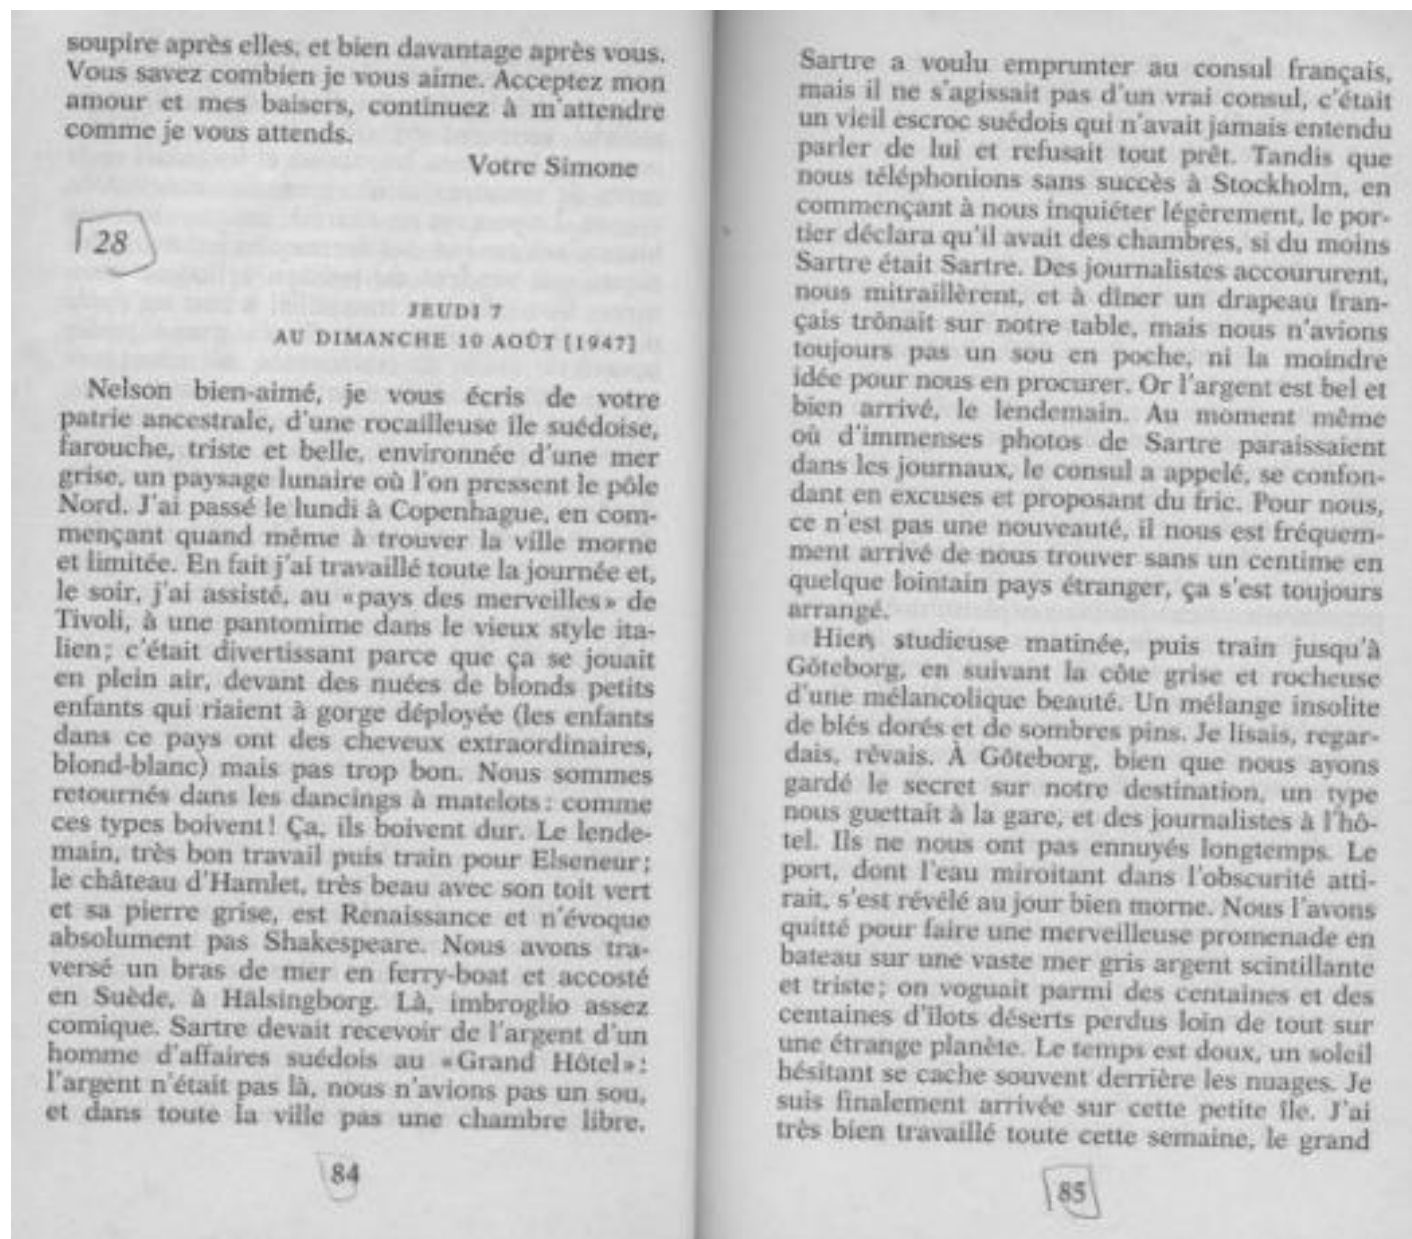 soupire après elles, et bien davantage après vous.
Vous savez combien je vous aime. Acceptez mon
amour et mes baisers, continuez à m'attendre
comme je vous attends.
Votre Simone
28
JEUDI 7
AU DIMANCHE 10 AOÛT [1947]
Nelson bien-aimé, je vous écris de votre
patrie ancestrale, d'une rocailleuse île suédoise,
farouche, triste et belle, environnée d'une mer
grise, un paysage lunaire où l'on pressent le pôle
Nord. J'ai passé le lundi à Copenhague, en com-
mençant quand même à trouver la ville morne
et limitée. En fait j'ai travaillé toute la journée et,
le soir, j'ai assisté, au «pays des merveilles» de
Tivoli, à une pantomime dans le vieux style ita-
lien; c'était divertissant parce que ça se jouait
en plein air, devant des nuées de blonds petits
enfants qui riaient à gorge déployée (les enfants
dans ce pays ont des cheveux extraordinaires,
blond-blanc) mais pas trop bon. Nous sommes
retournés dans les dancings à matelots: comme
ces types boivent! Ça, ils boivent dur. Le lende-
main, très bon travail puis train pour Elseneur;
le château d'Hamlet, très beau avec son toit vert
et sa pierre grise, est Renaissance et n'évoque
absolument pas Shakespeare. Nous avons tra-
versé un bras de mer en ferry-boat et accosté
en Suède, à Hälsingborg. Là, imbroglio assez
comique. Sartre devait recevoir de l'argent d'un
homme d'affaires suédois au «Grand Hôtel»:
l'argent n'était pas là, nous n'avions pas un sou,
et dans toute la ville pas une chambre libre.
84
Sartre a voulu emprunter au consul français,
mais il ne s'agissait pas d'un vrai consul, c'était
un vieil escroc suédois qui n'avait jamais entendu
parler de lui et refusait tout prêt. Tandis que
nous téléphonions sans succès à Stockholm, en
commençant à nous inquiéter légèrement, le por-
tier déclara qu'il avait des chambres, si du moins
Sartre était Sartre. Des journalistes accoururent,
nous mitraillèrent, et à dîner un drapeau fran-
çais trônait sur notre table, mais nous n'avions
toujours pas un sou en poche, ni la moindre
idée pour nous en procurer. Or l'argent est bel et
bien arrivé, le lendemain. Au moment même
où d'immenses photos de Sartre paraissaient
dans les journaux, le consul a appelé, se confon-
dant en excuses et proposant du fric. Pour nous,
ce n'est pas une nouveauté, il nous est fréquem-
ment arrivé de nous trouver sans un centime en
quelque lointain pays étranger, ça s'est toujours
arrangé.
Hier, studieuse matinée, puis train jusqu'à
Göteborg, en suivant la côte grise et rocheuse
d'une mélancolique beauté. Un mélange insolite
de blés dorés et de sombres pins. Je lisais, regar-
dais, rêvais. À Göteborg, bien que nous ayons
gardé le secret sur notre destination, un type
nous guettait à la gare, et des journalistes à l'hô-
tel. Ils ne nous ont pas ennuyés longtemps. Le
port, dont l'eau miroitant dans l'obscurité atti-
rait, s'est révélé au jour bien morne. Nous l'avons
quitté pour faire une merveilleuse promenade en
bateau sur une vaste mer gris argent scintillante
et triste; on voguait parmi des centaines et des
centaines d'îlots déserts perdus loin de tout sur
une étrange planète. Le temps est doux, un soleil
hésitant se cache souvent derrière les nuages. Je
suis finalement arrivée sur cette petite île. J'ai
très bien travaillé toute cette semaine, le grand
85